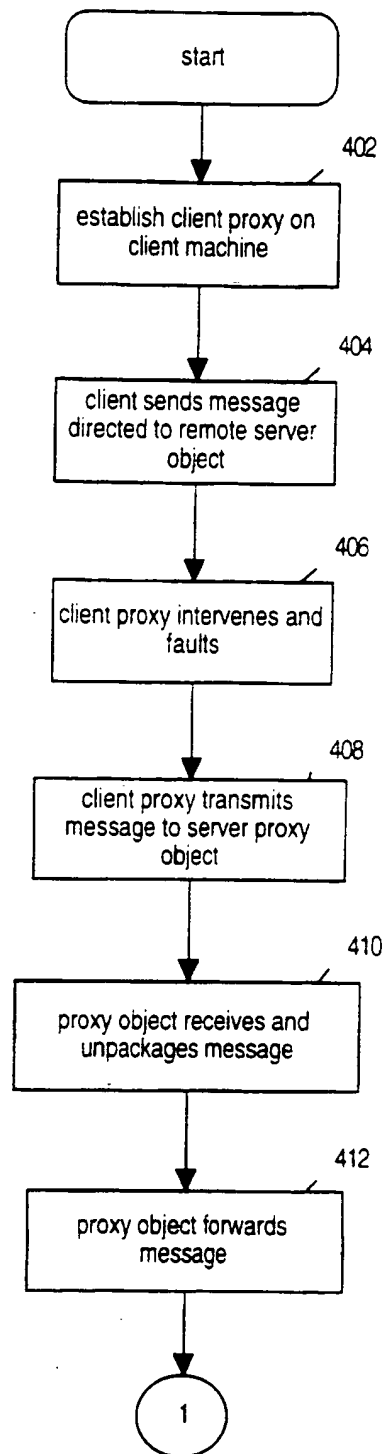 start
402
establish client proxy on
client machine
404
client sends message
directed to remote server
object
406
client proxy intervenes and
faults
408
client proxy transmits
message to server proxy
object
410
proxy object receives and
unpackages message
412
proxy object forwards
message
1